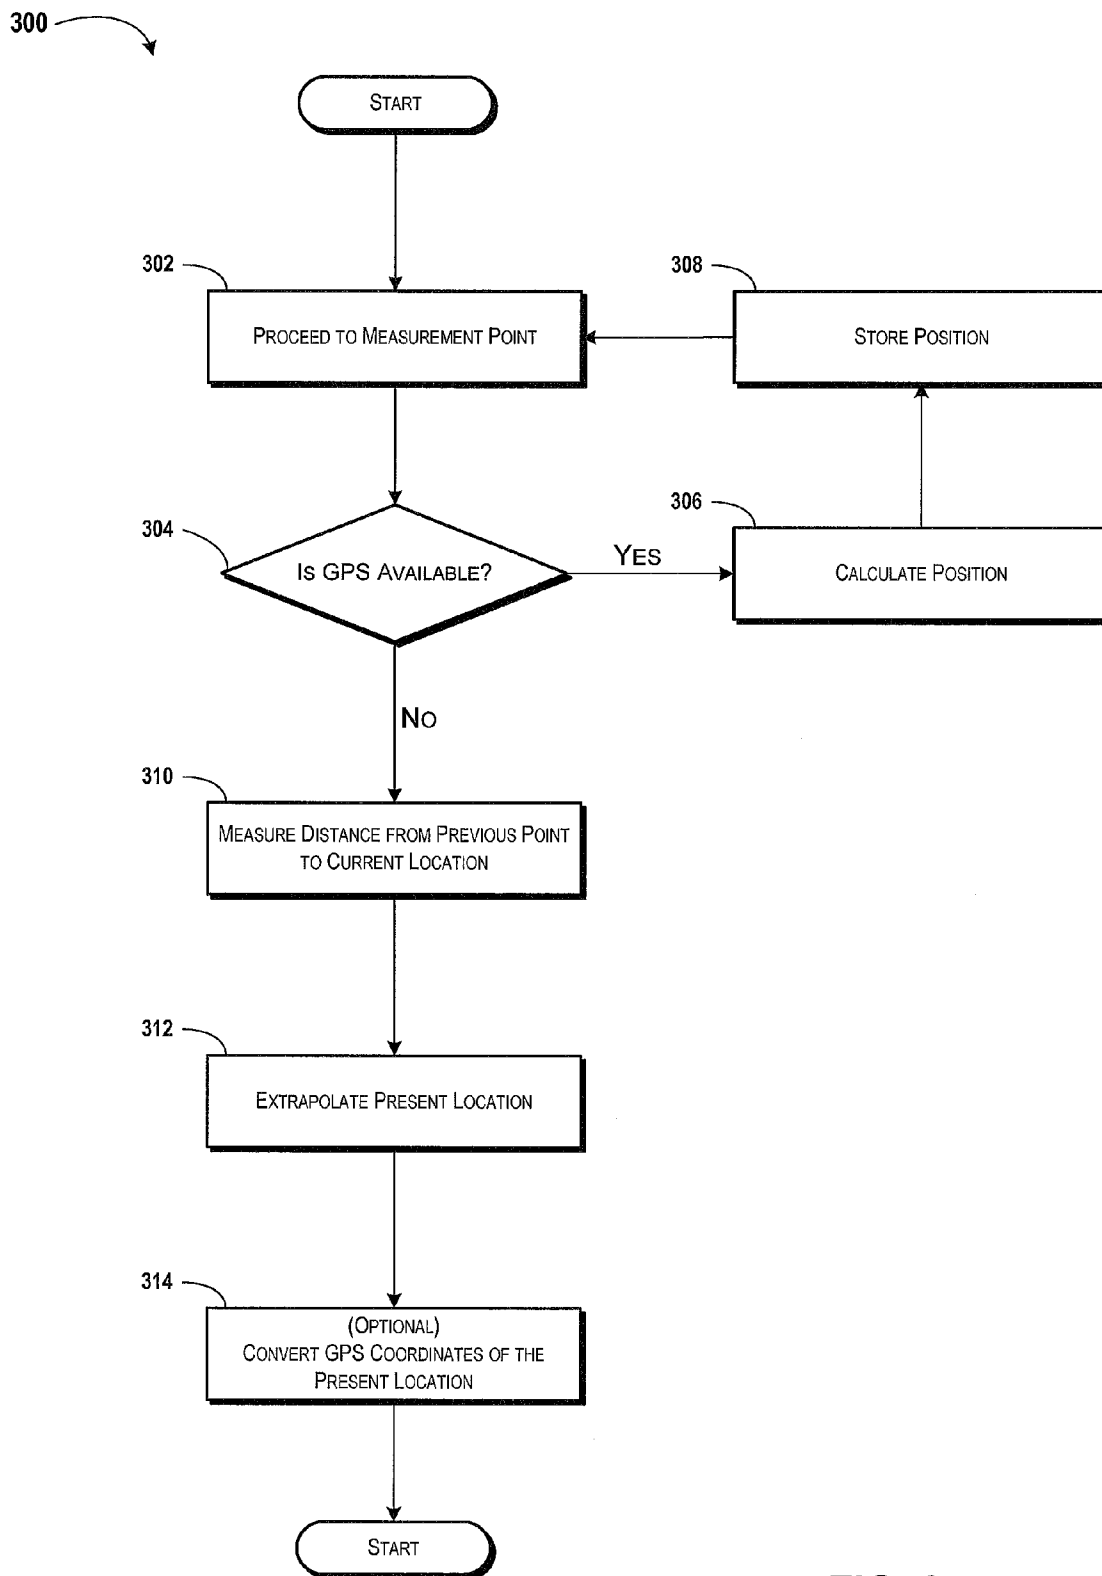 300
START
302
PROCEED TO MEASUREMENT POINT
308
STORE POSITION
304
IS GPS AVAILABLE?
YES
306
CALCULATE POSITION
NO
310
MEASURE DISTANCE FROM PREVIOUS POINT
TO CURRENT LOCATION
312
EXTRAPOLATE PRESENT LOCATION
314
(OPTIONAL)
CONVERT GPS COORDINATES OF THE
PRESENT LOCATION
START